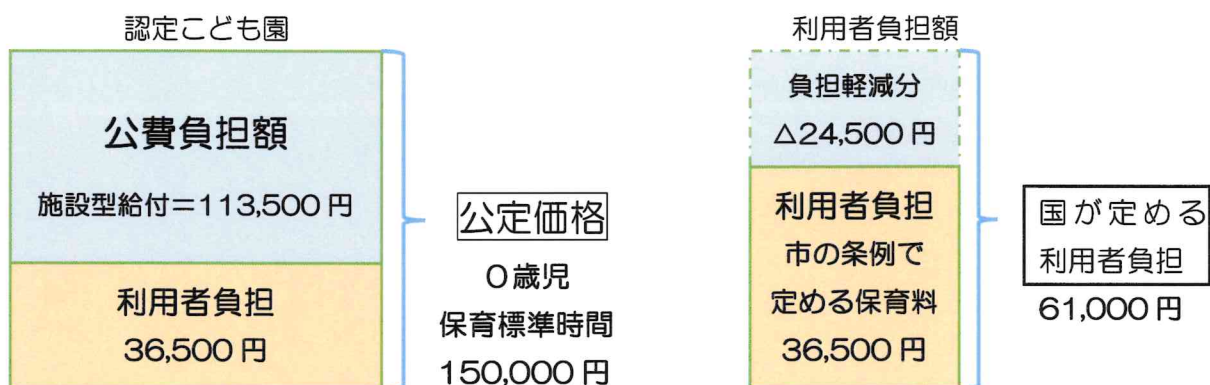 認定こども園
公費負担額
施設型給付＝113,500円
利用者負担
36,500円
公定価格
0歳児
保育標準時間
150,000円
利用者負担額
負担軽減分
△24,500円
利用者負担
市の条例で
定める保育料
36,500円
国が定める
利用者負担
61,000円